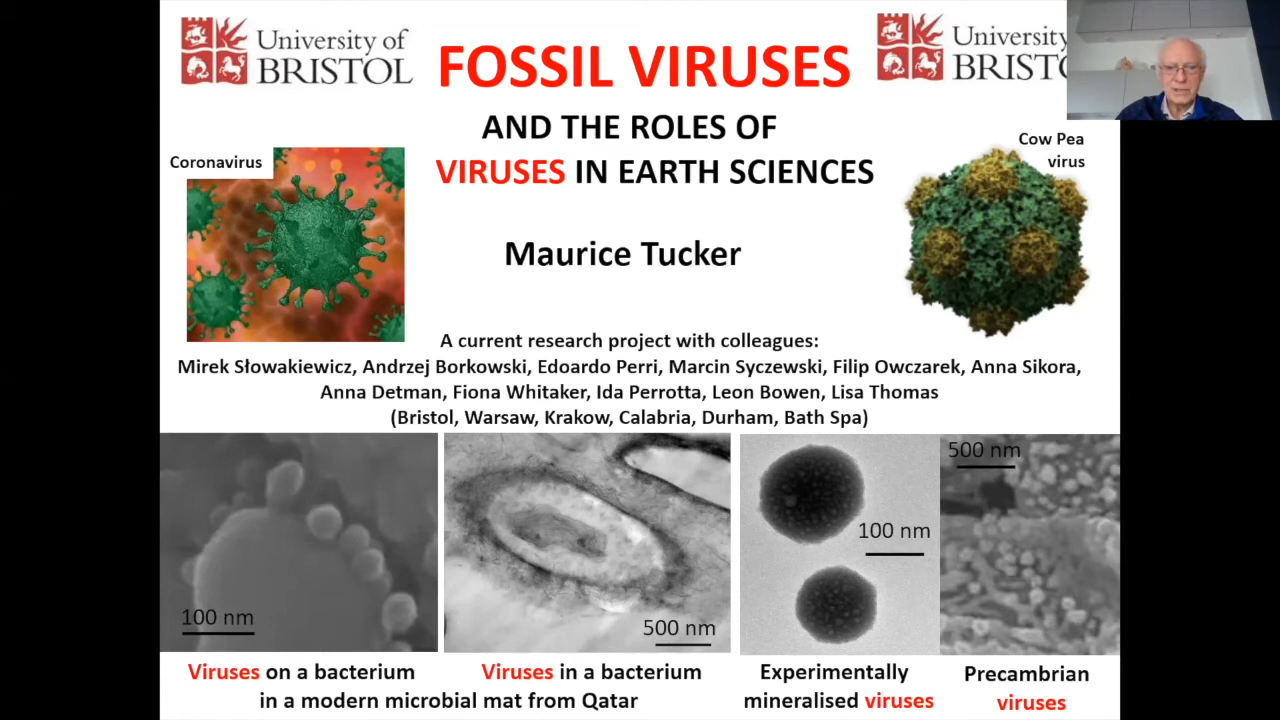 University of
BRISTOL
FOSSIL VIRUSES
University
BRIST
AND THE ROLES OF
VIRUSES IN EARTH SCIENCES
Coronavirus
Cow Pea
virus
Maurice Tucker
A current research project with colleagues:
Mirek Słowakiewicz, Andrzej Borkowski, Edoardo Perri, Marcin Syczewski, Filip Owczarek, Anna Sikora,
Anna Detman, Fiona Whitaker, Ida Perrotta, Leon Bowen, Lisa Thomas
(Bristol, Warsaw, Krakow, Calabria, Durham, Bath Spa)
100 nm
500 nm
100 nm
500 nm
Viruses on a bacterium
Viruses in a bacterium
in a modern microbial mat from Qatar
Experimentally
mineralised viruses
Precambrian
viruses